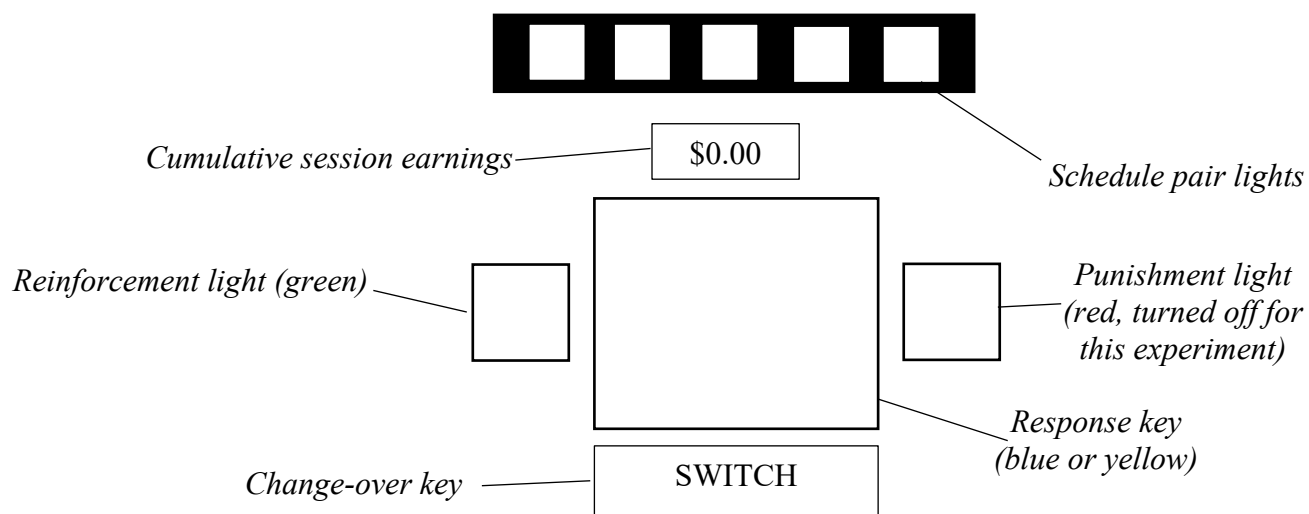 Cumulative session earnings
$0.00
Schedule pair lights
Reinforcement light (green)
Punishment light
(red, turned off for
this experiment)
Response key
(blue or yellow)
Change-over key
SWITCH